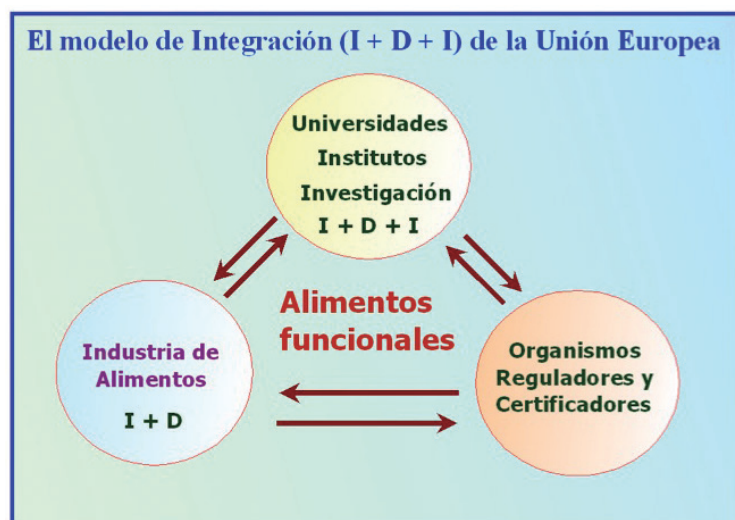 El modelo de Integración (I + D + I) de la Unión Europea
Universidades
Institutos
Investigación
I + D + I
Alimentos
funcionales
Industria de
Alimentos
I + D
Organismos
Reguladores y
Certificadores